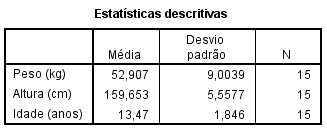 Estatísticas descritivas
Média Desvio padrão N
Peso (kg) 52,907 9,0039 15
Altura (cm) 159,653 5,5577 15
Idade (anos) 13,47 1,846 15